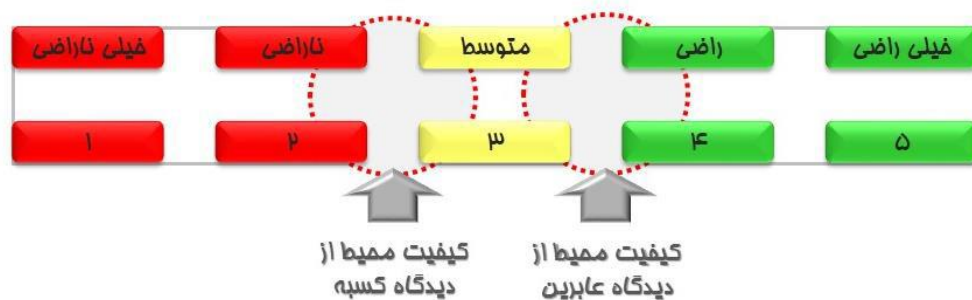 خیلی راضی راضی متوسط ناراضی خیلی ناراضی
۵ ۴ ۳ ۲ ۱
کیفیت محیط از
دیدگاه عابرین
کیفیت محیط از
دیدگاه کسبه